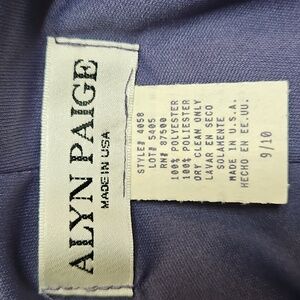 ALYN PAIGE
MADE IN USA
STYLE# 4058
LOT# 5405
RN# 87500
100% POLYESTER
100% POLIESTER
DRY CLEAN ONLY
LAVAR EN SECO
SOLAMENTE
MADE IN U.S.A.
HECHO EN EE.UU.
9/10